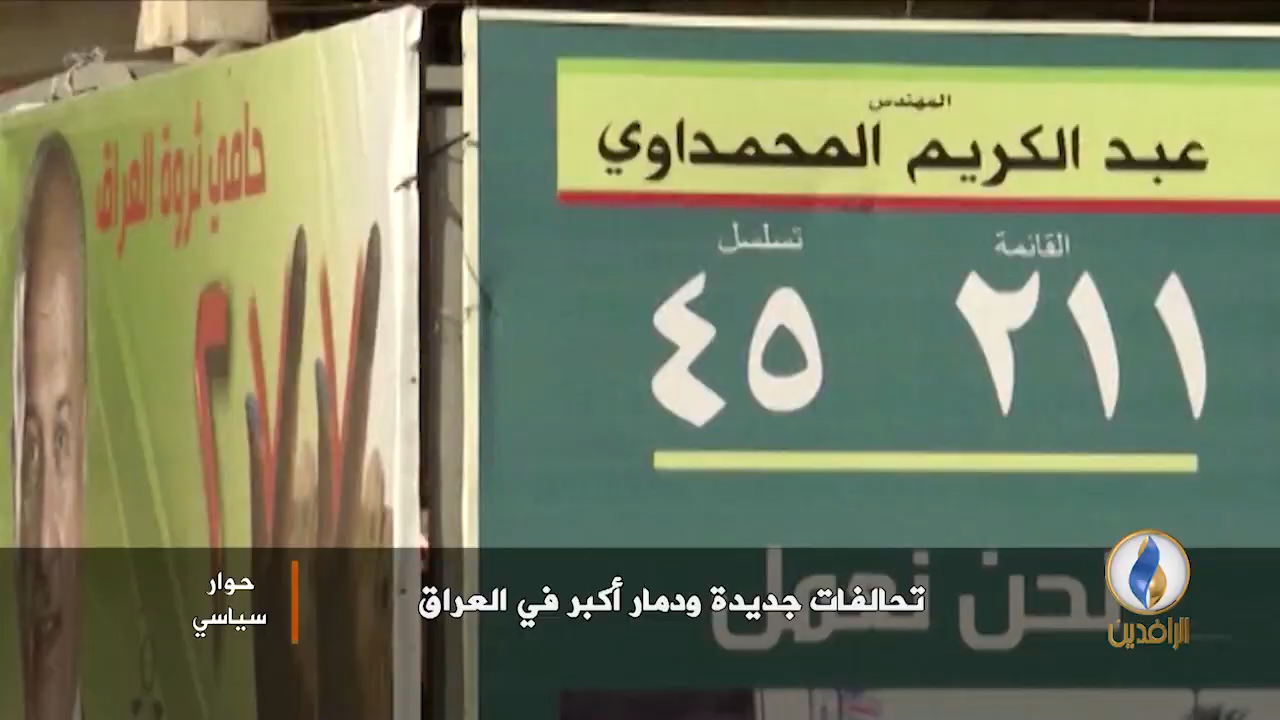 حامي ثروة العراق
٢٧٧
المهندس
عبد الكريم المحمداوي
القائمة
تسلسل
٢١١
٤٥
نحن نعمل
تحالفات جديدة ودمار أكبر في العراق
حوار
سياسي
الرافدين